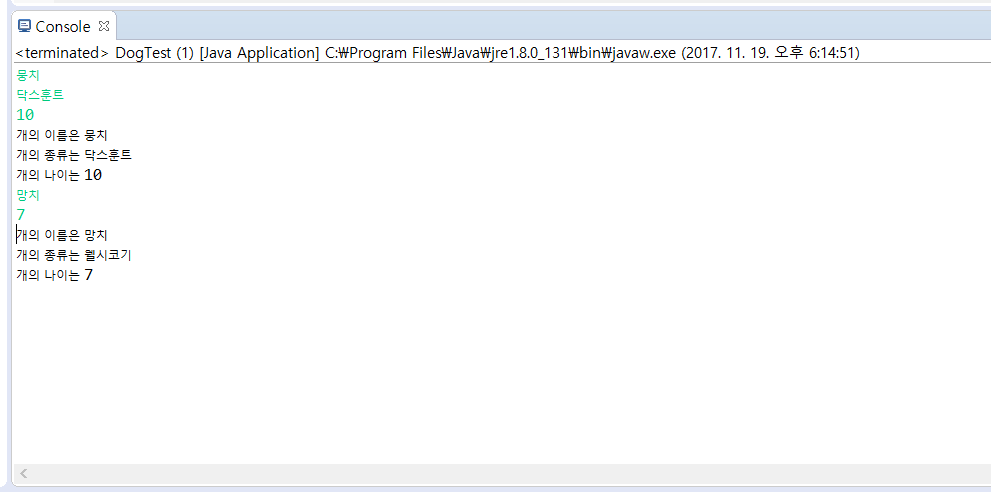 Console
<terminated> DogTest (1) [Java Application] C:₩Program Files₩Java₩jre1.8.0_131₩bin₩javaw.exe (2017. 11. 19. 오후 6:14:51)
뭉치
닥스훈트
10
개의 이름은 뭉치
개의 종류는 닥스훈트
개의 나이는 10
망치
7
개의 이름은 망치
개의 종류는 웰시코기
개의 나이는 7